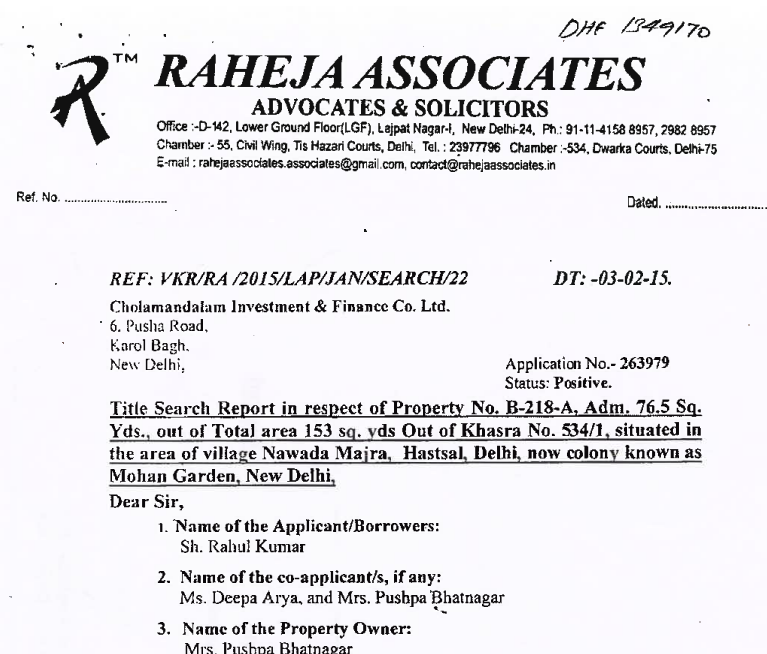 DHF 1349170
R TM RAHEJA ASSOCIATES
ADVOCATES & SOLICITORS
Office :-D-142, Lower Ground Floor(LGF), Lajpat Nagar-I, New Delhi-24, Ph.: 91-11-4158 8957, 2982 8957
Chamber :- 55, Civil Wing, Tis Hazari Courts, Delhi, Tel. : 23977796 Chamber :-534, Dwarka Courts, Delhi-75
E-mail : rahejaassociates.associates@gmail.com, contact@rahejaassociates.in
Ref. No. .............................. Dated. ..............................
REF: VKR/RA /2015/LAP/JAN/SEARCH/22 DT: -03-02-15.
Cholamandalam Investment & Finance Co. Ltd.
6. Pusha Road,
Karol Bagh.
New Delhi, Application No.- 263979
Status: Positive.
Title Search Report in respect of Property No. B-218-A, Adm. 76.5 Sq.
Yds., out of Total area 153 sq. yds Out of Khasra No. 534/1, situated in
the area of village Nawada Majra, Hastsal, Delhi, now colony known as
Mohan Garden, New Delhi,
Dear Sir,
1. Name of the Applicant/Borrowers:
Sh. Rahul Kumar
2. Name of the co-applicant/s, if any:
Ms. Deepa Arya, and Mrs. Pushpa Bhatnagar
3. Name of the Property Owner:
Mrs. Pushpa Bhatnagar